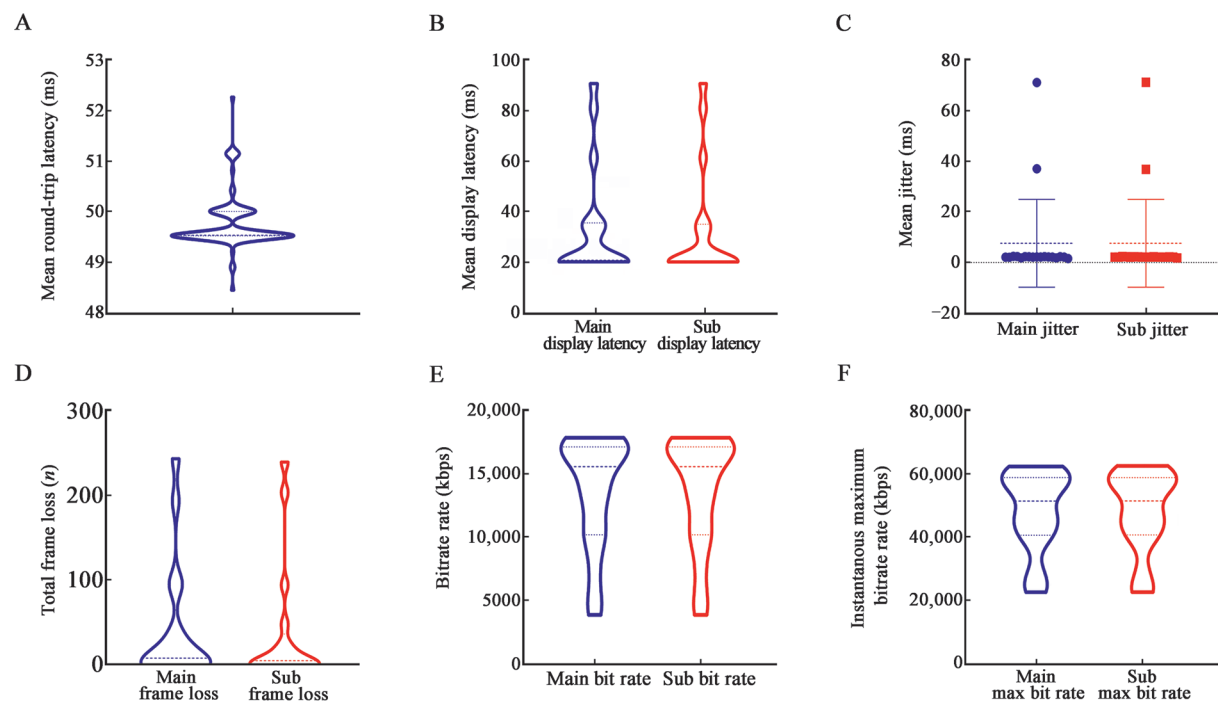 A
Mean round-trip latency (ms)
53
52
51
50
49
48
B
Mean display latency (ms)
100
80
60
40
20
0
Main
display latency
Sub
display latency
C
Mean jitter (ms)
80
60
40
20
0
−20
Main jitter
Sub jitter
D
Total frame loss (n)
300
200
100
0
Main
frame loss
Sub
frame loss
E
Bitrate rate (kbps)
20,000
15,000
10,000
5000
0
Main bit rate
Sub bit rate
F
Instantanous maximum
bitrate rate (kbps)
80,000
60,000
40,000
20,000
0
Main
max bit rate
Sub
max bit rate